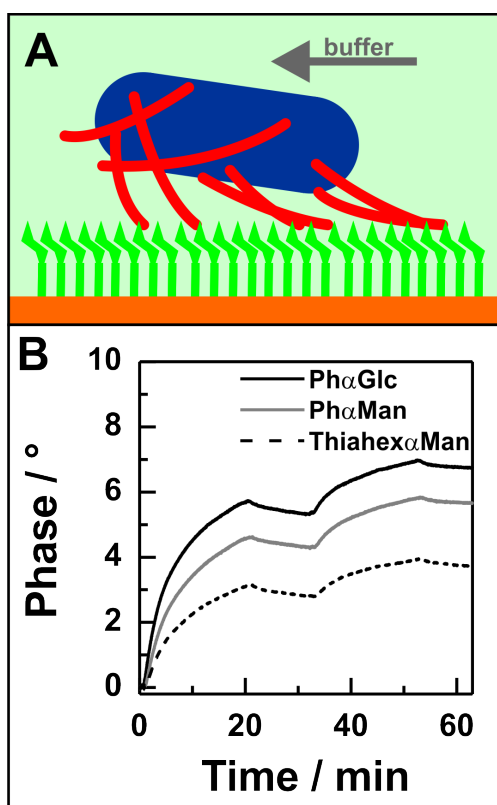 A
buffer
B
PhαGlc
PhαMan
ThiahexαMan
Phase / °
10
8
6
4
2
0
0 20 40 60
Time / min